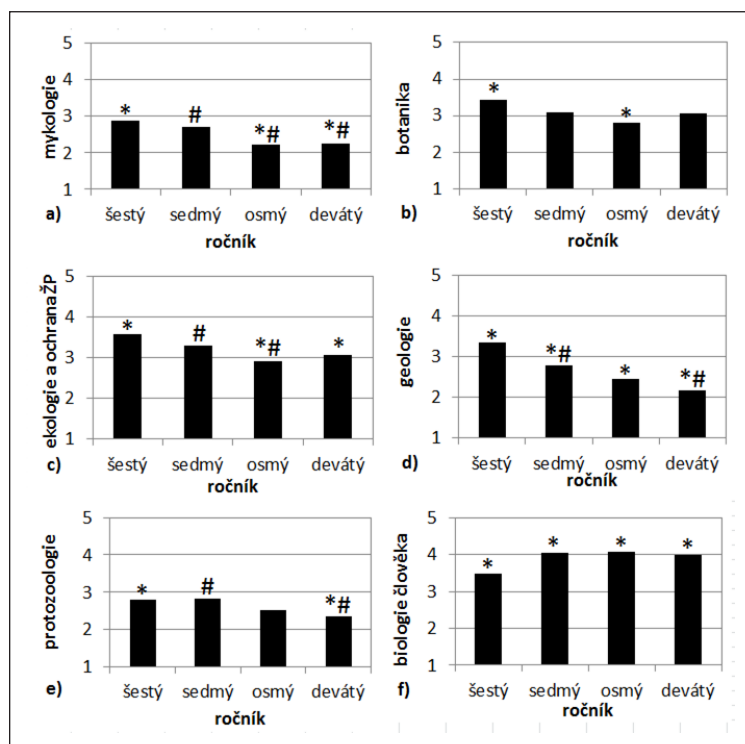 mykologie
5
4
3
2
1
* # *# *#
a)
šestý sedmý osmý devátý
ročník
botanika
5
4
3
2
1
* *
b)
šestý sedmý osmý devátý
ročník
ekologie a ochranaŽP
5
4
3
2
1
* # *# *
c)
šestý sedmý osmý devátý
ročník
geologie
5
4
3
2
1
* *# * *#
d)
šestý sedmý osmý devátý
ročník
protozoologie
5
4
3
2
1
* # *#
e)
šestý sedmý osmý devátý
ročník
biologie člověka
5
4
3
2
1
* * * *
f)
šestý sedmý osmý devátý
ročník